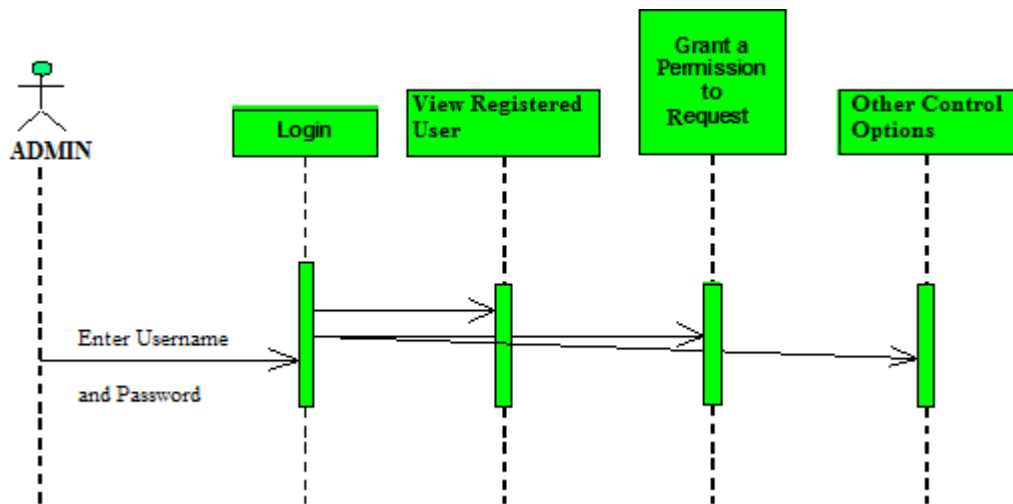 ADMIN
Login
View Registered
User
Grant a
Permission
to
Request
Other Control
Options
Enter Username
and Password